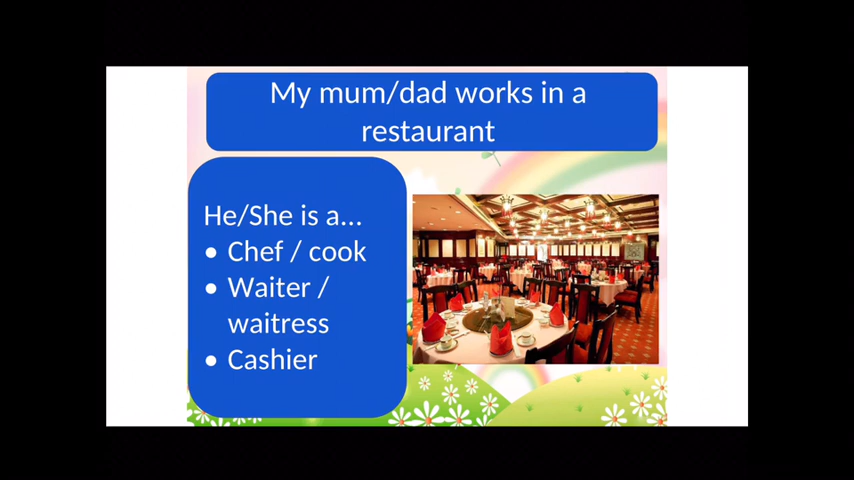 My mum/dad works in a
restaurant
He/She is a...
• Chef / cook
• Waiter /
waitress
• Cashier